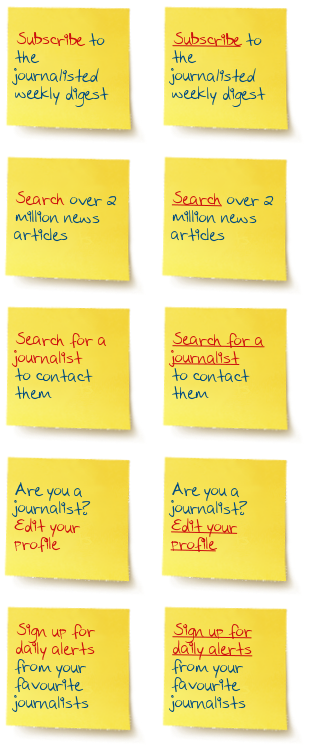 Subscribe to
the
journalisted
weekly digest
Subscribe to
the
journalisted
weekly digest
Search over 2
million news
articles
Search over 2
million news
articles
Search for a
journalist
to contact
them
Search for a
journalist
to contact
them
Are you a
journalist?
Edit your
profile
Are you a
journalist?
Edit your
profile
Sign up for
daily alerts
from your
favourite
journalists
Sign up for
daily alerts
from your
favourite
journalists